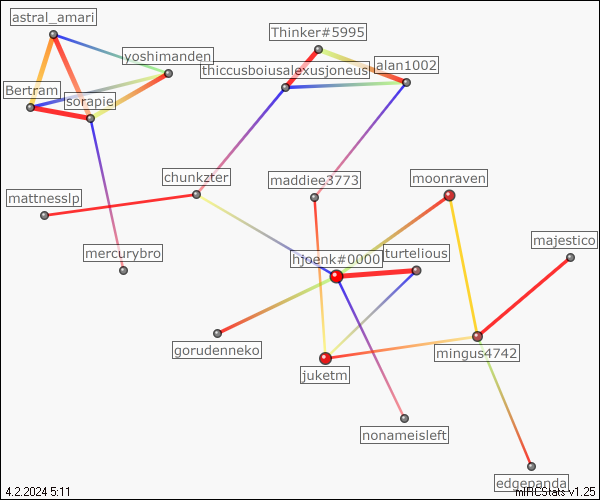 astral_amari
Thinker#5995
yoshimanden
thiccusboiusalexusjoneus
alan1002
Bertram
sorapie
chunkzter
maddiee3773
moonraven
mattnesslp
mercurybro
hjoenk#0000
turtelious
majestico
gorudenneko
juketm
mingus4742
nonameisleft
edgepanda
4.2.2024 5:11
mIRCStats v1.25